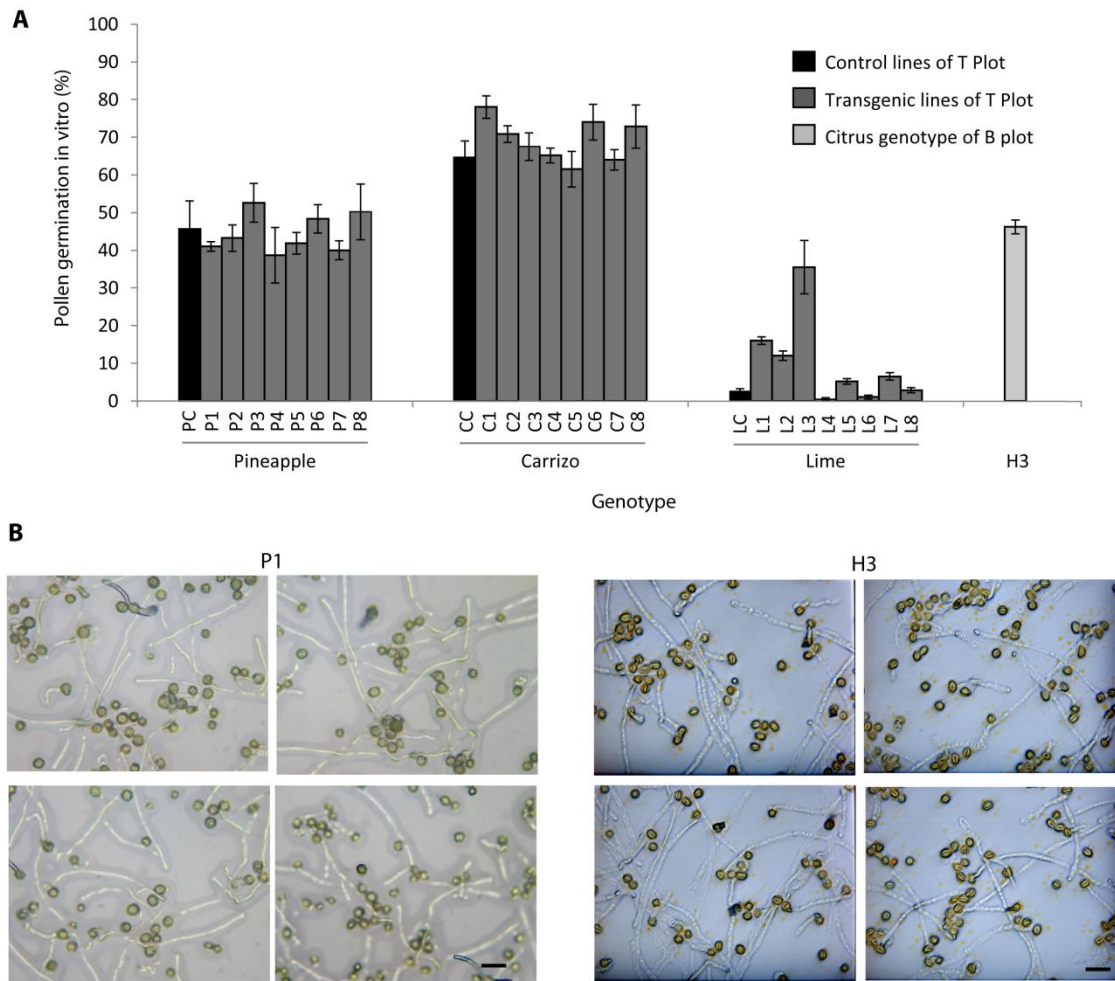 A
100
90
80
70
60
50
40
30
20
10
0
Pollen germination in vitro (%)
Control lines of T Plot
Transgenic lines of T Plot
Citrus genotype of B plot
PC P1 P2 P3 P4 P5 P6 P7 P8
CC C1 C2 C3 C4 C5 C6 C7 C8
LC L1 L2 L3 L4 L5 L6 L7 L8
Pineapple Carrizo Lime H3
Genotype
B
P1 H3